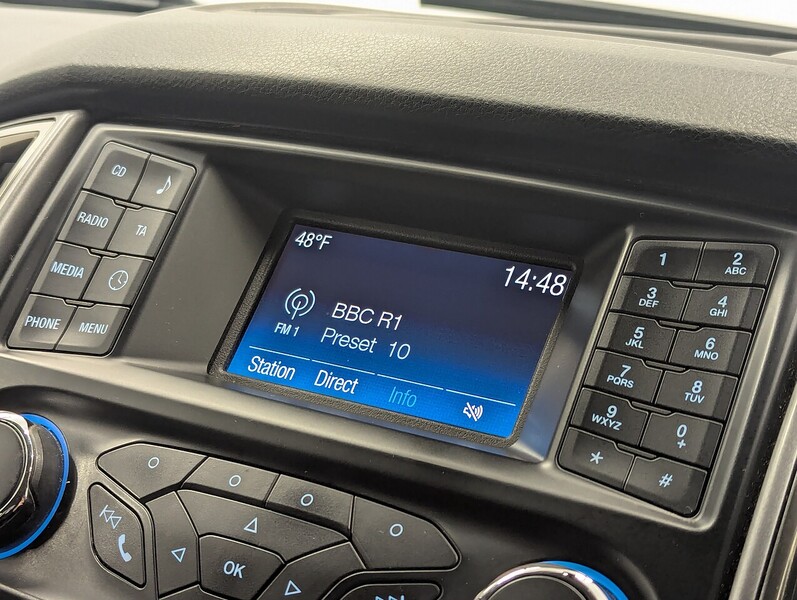 CD
RADIO TA
MEDIA
PHONE MENU
48°F
14:48
BBC R1
FM 1
Preset 10
Station Direct Info
1 2 ABC
3 DEF 4 GHI
5 JKL 6 MNO
7 PQRS 8 TUV
9 WXYZ 0 +
* #
OK